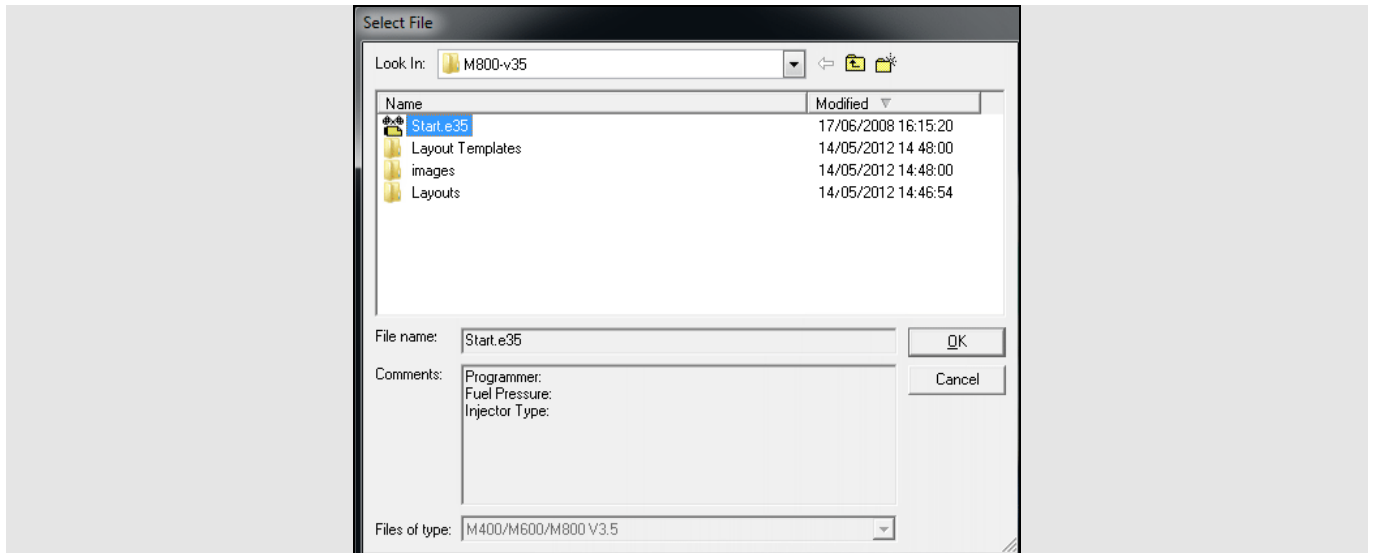 Select File
Look In: M800-v35
Name Modified
Start.e35 17/06/2008 16:15:20
Layout Templates 14/05/2012 14 48:00
images 14/05/2012 14:48:00
Layouts 14/05/2012 14:46:54
File name: Start.e35 OK
Comments: Programmer: Cancel
Fuel Pressure:
Injector Type:
Files of type: M400/M600/M800 V3.5